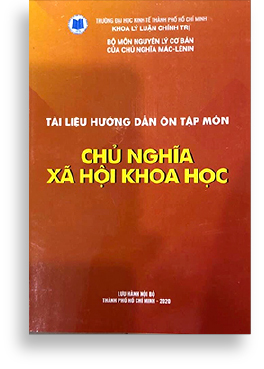 TRƯỜNG ĐẠI HỌC KINH TẾ THÀNH PHỐ HỒ CHÍ MINH
KHOA LÝ LUẬN CHÍNH TRỊ
BỘ MÔN NGUYÊN LÝ CƠ BẢN
CỦA CHỦ NGHĨA MÁC-LÊNIN
TÀI LIỆU HƯỚNG DẪN ÔN TẬP MÔN
CHỦ NGHĨA
XÃ HỘI KHOA HỌC
LƯU HÀNH NỘI BỘ
THÀNH PHỐ HỒ CHÍ MINH - 2020